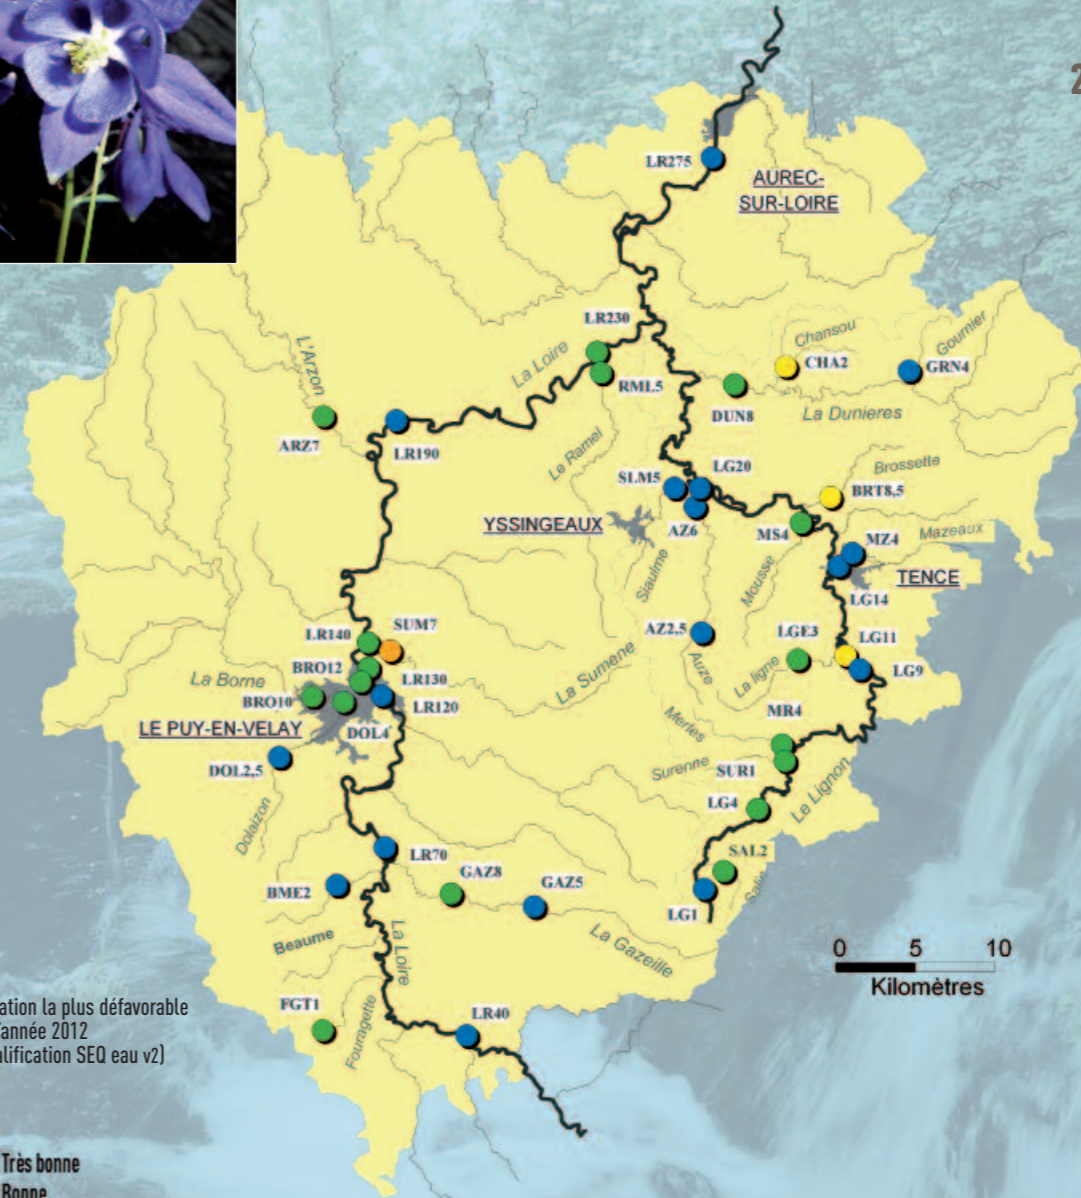 2
LR275
AUREC-
SUR-LOIRE
LR230
La Loire
RML5
Chansou
CHA2
Gournier
GRN4
DUN8
La Dunieres
L'Arzon
ARZ7
LR190
Le Ramel
SLM5
LG20
Brossette
BRT8,5
YSSINGEAUX
AZ6
MS4
MZ4
Mazeaux
TENCE
LG14
Siaulme
Mousse
AZ2,5
Auze
LGE3
La ligne
LG11
LG9
LR140
SUM7
BRO12
LR130
La Borne
BRO10
LR120
La Sumene
LE PUY-EN-VELAY
DOL4
DOL2,5
Dolaizon
Merles
MR4
Surenne
SUR1
LG4
Le Lignon
SAL2
LG1
LR70
GAZ8
GAZ5
BME2
Beaume
La Loire
La Gazeille
0 5 10
Kilomètres
FGT1
Fouragette
LR40
ation la plus défavorable
'année 2012
alification SEQ eau v2)
Très bonne
Bonne